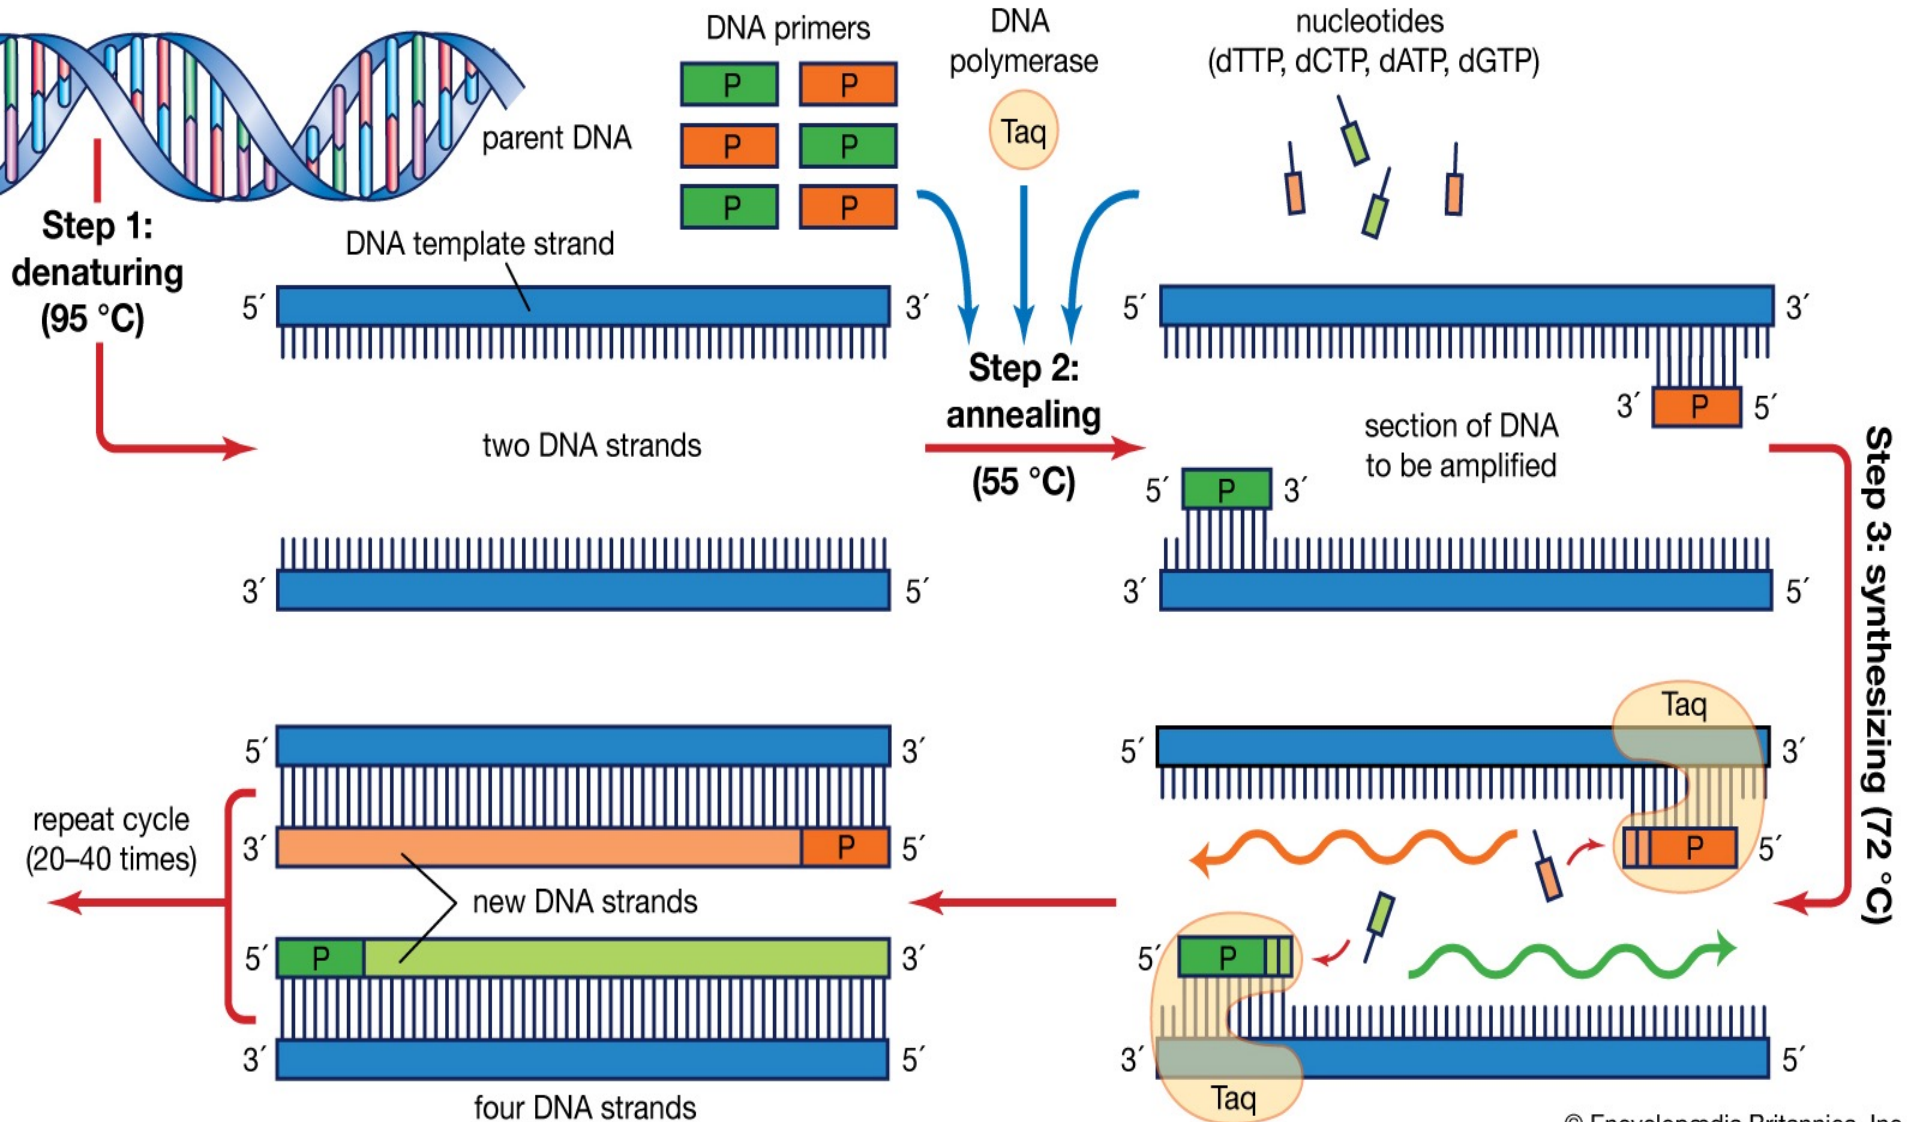 DNA primers
P P
P P
P P
DNA
polymerase
Taq
nucleotides
(dTTP, dCTP, dATP, dGTP)
parent DNA
Step 1:
denaturing
(95 °C)
DNA template strand
5′ 3′
two DNA strands
3′ 5′
Step 2:
annealing
(55 °C)
5′ 3′
3′ P 5′
section of DNA
to be amplified
5′ P 3′
3′ 5′
Step 3: synthesizing (72 °C)
Taq
5′ 3′
P 5′
5′ P
3′ 5′
Taq
5′ 3′
3′ P 5′
new DNA strands
5′ P 3′
3′ 5′
four DNA strands
repeat cycle
(20–40 times)
© Encyclopædia Britannica, Inc.